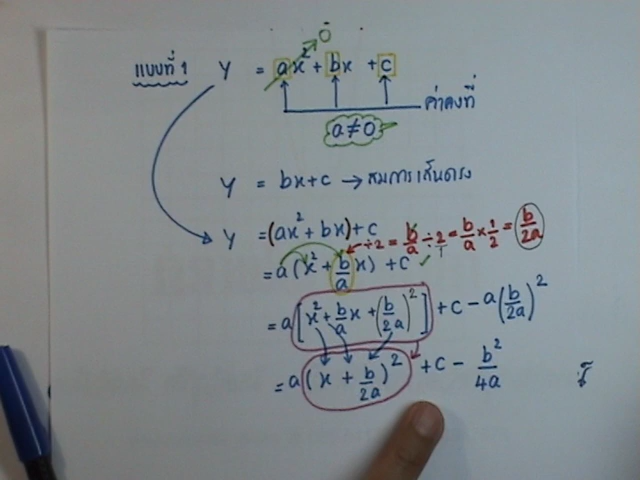 0
แบบที่ 1 y = ax² + bx + c
ค่าคงที่
a ≠ 0
y = bx + c → สมการเส้นตรง
y = (ax² + bx) + c
÷2 = b/a ÷ 2/1 = b/a × 1/2 = b/2a
= a(x² + b/a x) + c ✓
= a[x² + b/a x + (b/2a)²] + c − a(b/2a)²
= a(x + b/2a)² + c − b²/4a